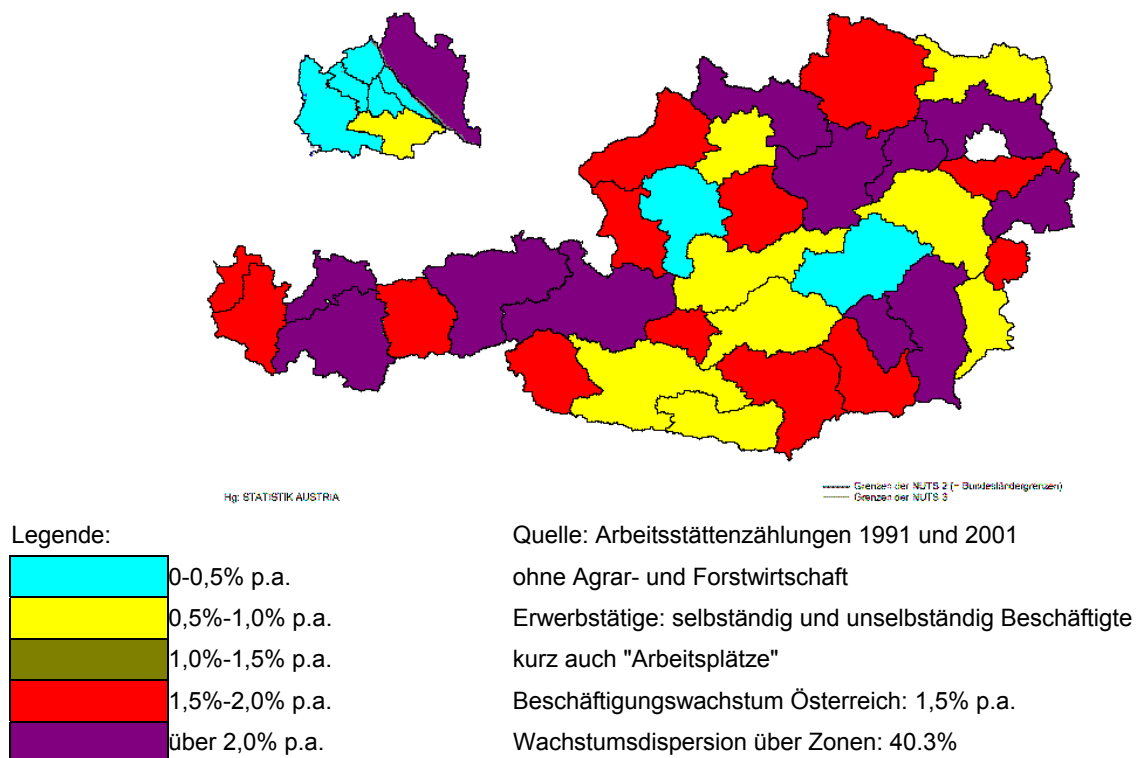 Hg: STATISTIK AUSTRIA
Grenzen der NUTS 2 (= Bundesländergrenzen)
Grenzen der NUTS 3
Legende:
Quelle: Arbeitsstättenzählungen 1991 und 2001
0-0,5% p.a.
ohne Agrar- und Forstwirtschaft
0,5%-1,0% p.a.
Erwerbstätige: selbständig und unselbständig Beschäftigte
1,0%-1,5% p.a.
kurz auch "Arbeitsplätze"
1,5%-2,0% p.a.
Beschäftigungswachstum Österreich: 1,5% p.a.
über 2,0% p.a.
Wachstumsdispersion über Zonen: 40.3%